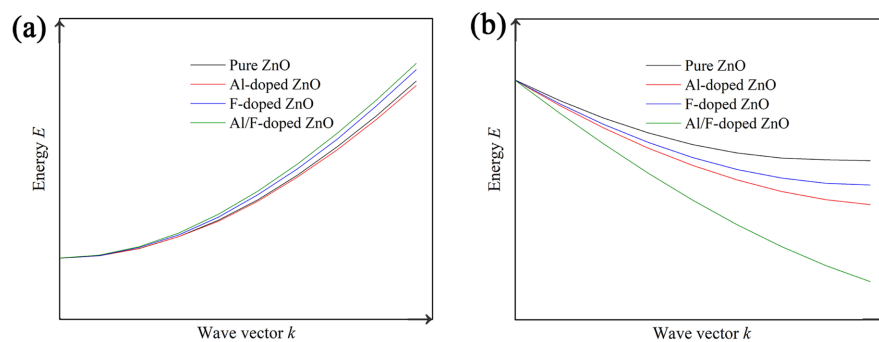 (a)
Pure ZnO
Al-doped ZnO
F-doped ZnO
Al/F-doped ZnO
Energy E
Wave vector k
(b)
Pure ZnO
Al-doped ZnO
F-doped ZnO
Al/F-doped ZnO
Energy E
Wave vector k